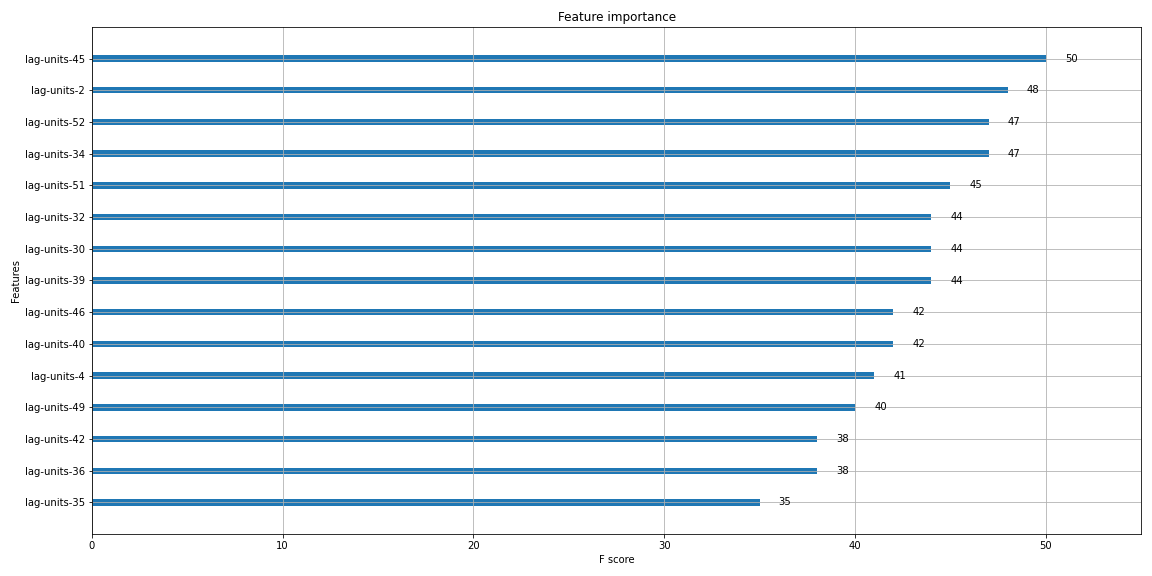 Feature importance
lag-units-45 50
lag-units-2 48
lag-units-52 47
lag-units-34 47
lag-units-51 45
lag-units-32 44
lag-units-30 44
lag-units-39 44
lag-units-46 42
lag-units-40 42
lag-units-4 41
lag-units-49 40
lag-units-42 38
lag-units-36 38
lag-units-35 35
Features
0 10 20 30 40 50
F score